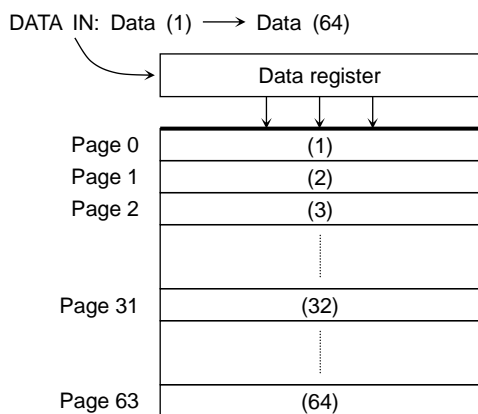 DATA IN: Data (1) → Data (64)
Data register
Page 0 (1)
Page 1 (2)
Page 2 (3)
Page 31 (32)
Page 63 (64)